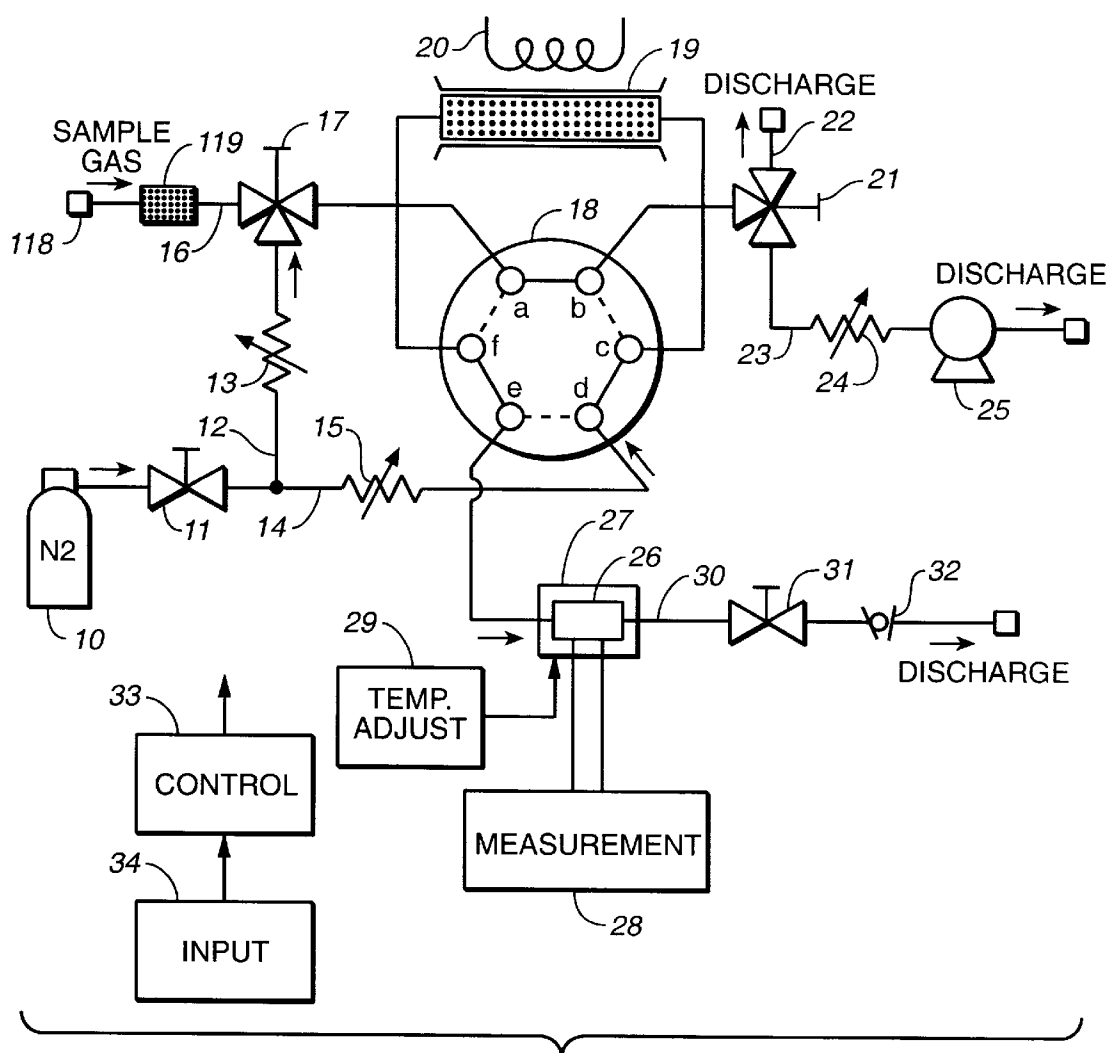 20
19
DISCHARGE
SAMPLE
GAS
119
17
22
21
118
16
18
DISCHARGE
a
b
f
c
e
d
13
23
24
25
12
15
11
14
N2
10
27
26
30
31
32
DISCHARGE
29
TEMP.
ADJUST
33
CONTROL
MEASUREMENT
34
28
INPUT